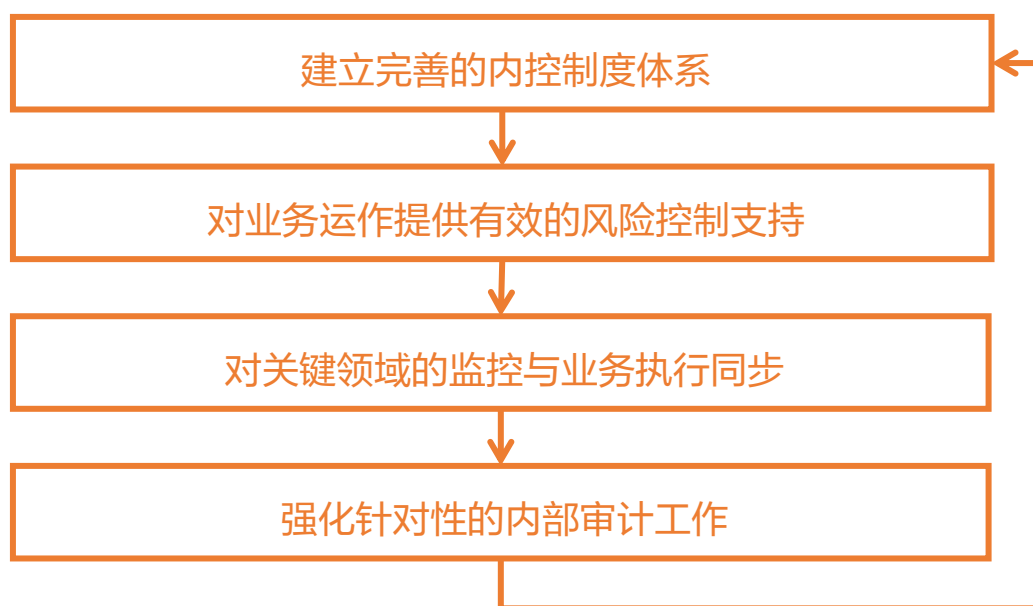 建立完善的内控制度体系
对业务运作提供有效的风险控制支持
对关键领域的监控与业务执行同步
强化针对性的内部审计工作